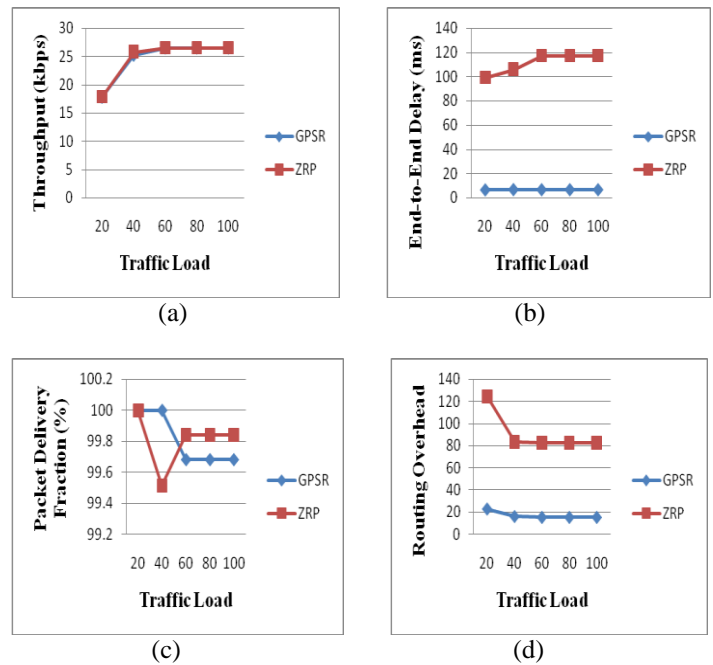 Throughput (kbps)
30
25
20
15
10
5
0
20 40 60 80 100
Traffic Load
GPSR
ZRP
(a)
End-to-End Delay (ms)
140
120
100
80
60
40
20
0
20 40 60 80 100
Traffic Load
GPSR
ZRP
(b)
Packet Delivery
Fraction (%)
100.2
100
99.8
99.6
99.4
99.2
20 40 60 80 100
Traffic Load
GPSR
ZRP
(c)
Routing Overhead
140
120
100
80
60
40
20
0
20 40 60 80 100
Traffic Load
GPSR
ZRP
(d)